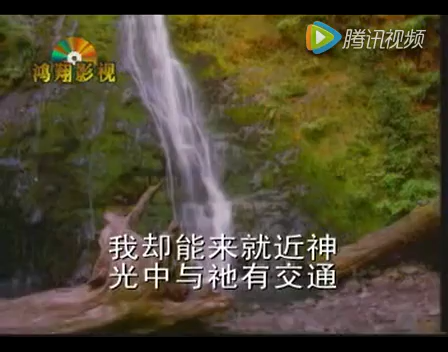 鸿翔影视
腾讯视频
我却能来就近神
光中与祂有交通